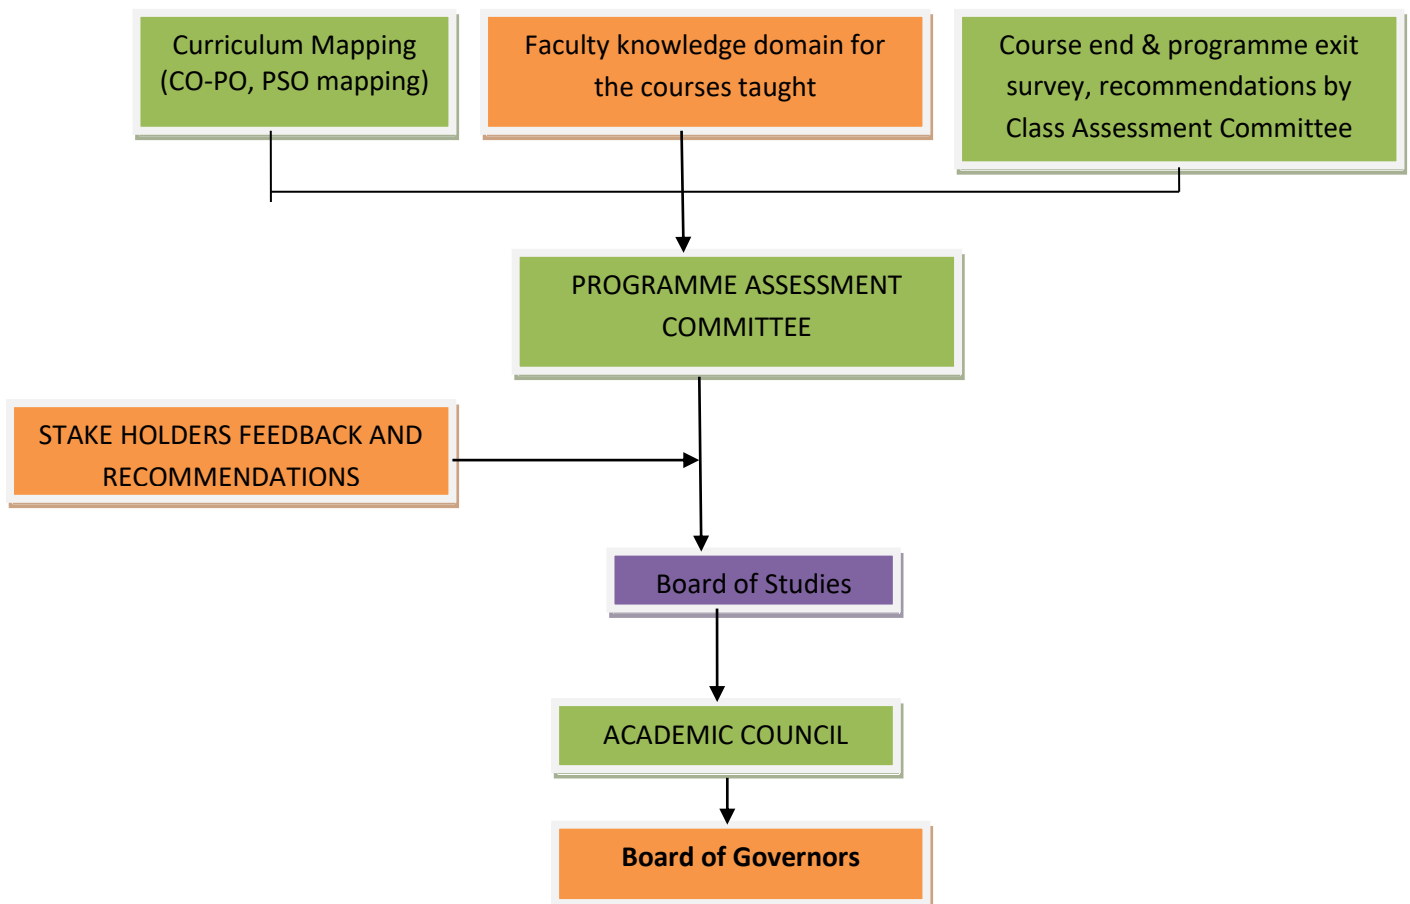 Curriculum Mapping
(CO-PO, PSO mapping)
Faculty knowledge domain for
the courses taught
Course end & programme exit
survey, recommendations by
Class Assessment Committee
PROGRAMME ASSESSMENT
COMMITTEE
STAKE HOLDERS FEEDBACK AND
RECOMMENDATIONS
Board of Studies
ACADEMIC COUNCIL
Board of Governors